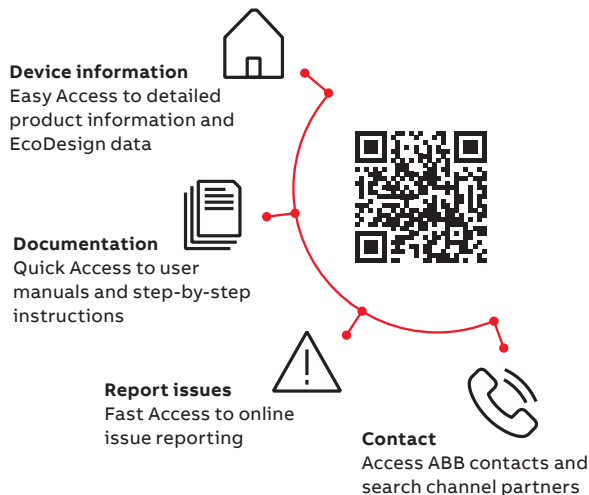 Device information
Easy Access to detailed
product information and
EcoDesign data
Documentation
Quick Access to user
manuals and step-by-step
instructions
Report issues
Fast Access to online
issue reporting
Contact
Access ABB contacts and
search channel partners